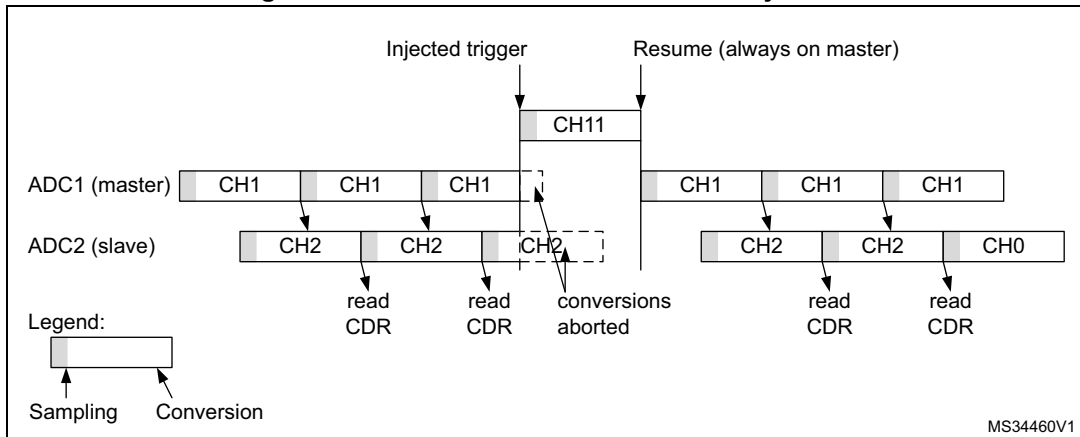 Injected trigger Resume (always on master)
CH11
ADC1 (master) CH1 CH1 CH1 CH1 CH1 CH1
ADC2 (slave) CH2 CH2 CH2 CH2 CH2 CH0
read CDR
read CDR
conversions aborted
read CDR
read CDR
Legend:
Sampling Conversion
MS34460V1